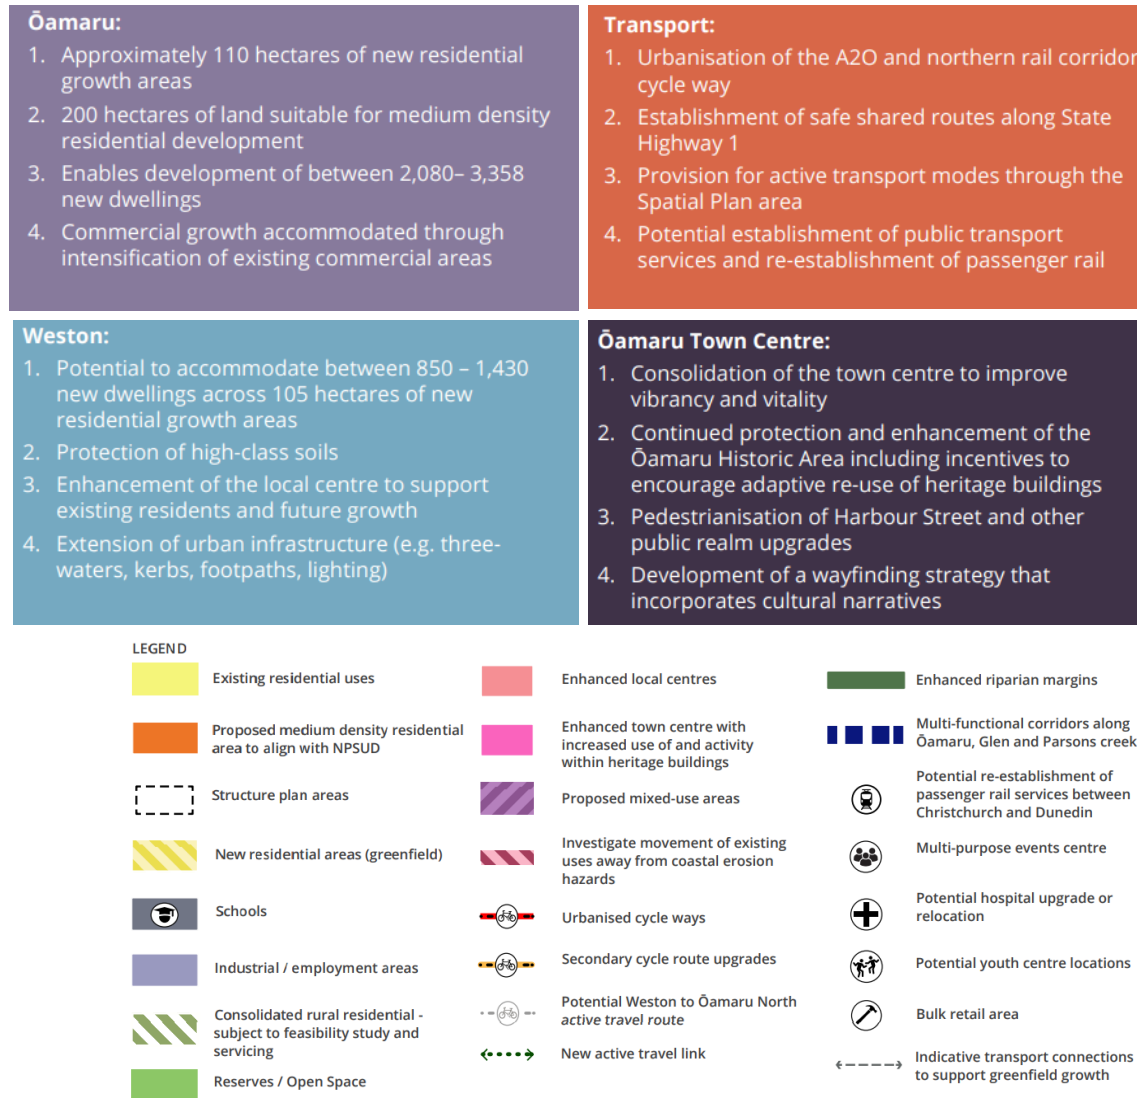 Ōamaru:
1. Approximately 110 hectares of new residential
growth areas
2. 200 hectares of land suitable for medium density
residential development
3. Enables development of between 2,080– 3,358
new dwellings
4. Commercial growth accommodated through
intensification of existing commercial areas
Transport:
1. Urbanisation of the A2O and northern rail corridor
cycle way
2. Establishment of safe shared routes along State
Highway 1
3. Provision for active transport modes through the
Spatial Plan area
4. Potential establishment of public transport
services and re-establishment of passenger rail
Weston:
1. Potential to accommodate between 850 – 1,430
new dwellings across 105 hectares of new
residential growth areas
2. Protection of high-class soils
3. Enhancement of the local centre to support
existing residents and future growth
4. Extension of urban infrastructure (e.g. three-
waters, kerbs, footpaths, lighting)
Ōamaru Town Centre:
1. Consolidation of the town centre to improve
vibrancy and vitality
2. Continued protection and enhancement of the
Ōamaru Historic Area including incentives to
encourage adaptive re-use of heritage buildings
3. Pedestrianisation of Harbour Street and other
public realm upgrades
4. Development of a wayfinding strategy that
incorporates cultural narratives
LEGEND
Existing residential uses
Proposed medium density residential
area to align with NPSUD
Structure plan areas
New residential areas (greenfield)
Schools
Industrial / employment areas
Consolidated rural residential -
subject to feasibility study and
servicing
Reserves / Open Space
Enhanced local centres
Enhanced town centre with
increased use of and activity
within heritage buildings
Proposed mixed-use areas
Investigate movement of existing
uses away from coastal erosion
hazards
Urbanised cycle ways
Secondary cycle route upgrades
Potential Weston to Ōamaru North
active travel route
New active travel link
Enhanced riparian margins
Multi-functional corridors along
Ōamaru, Glen and Parsons creek
Potential re-establishment of
passenger rail services between
Christchurch and Dunedin
Multi-purpose events centre
Potential hospital upgrade or
relocation
Potential youth centre locations
Bulk retail area
Indicative transport connections
to support greenfield growth